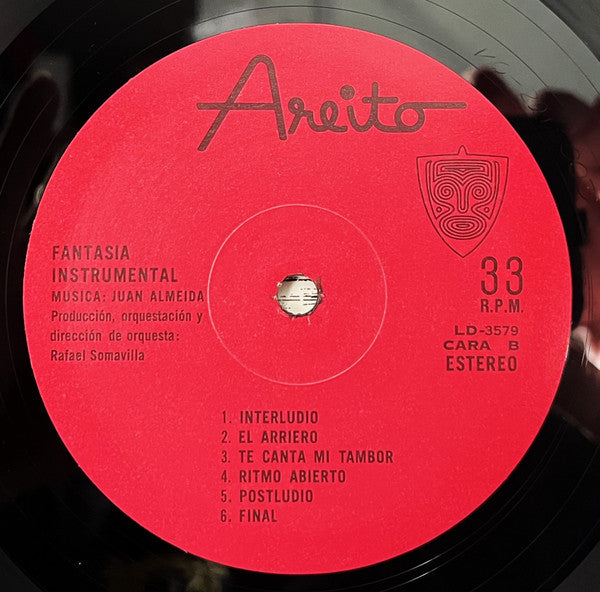 Areito
FANTASIA
INSTRUMENTAL
MUSICA: JUAN ALMEIDA
Producción, orquestación y
dirección de orquesta:
Rafael Somavilla
33
R.P.M.
LD-3579
CARA B
ESTEREO
1. INTERLUDIO
2. EL ARRIERO
3. TE CANTA MI TAMBOR
4. RITMO ABIERTO
5. POSTLUDIO
6. FINAL